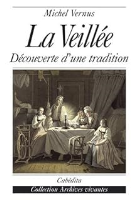 Michel Vernus
La Veillée
Découverte d'une tradition
Cabédita
Collection Archives vivantes